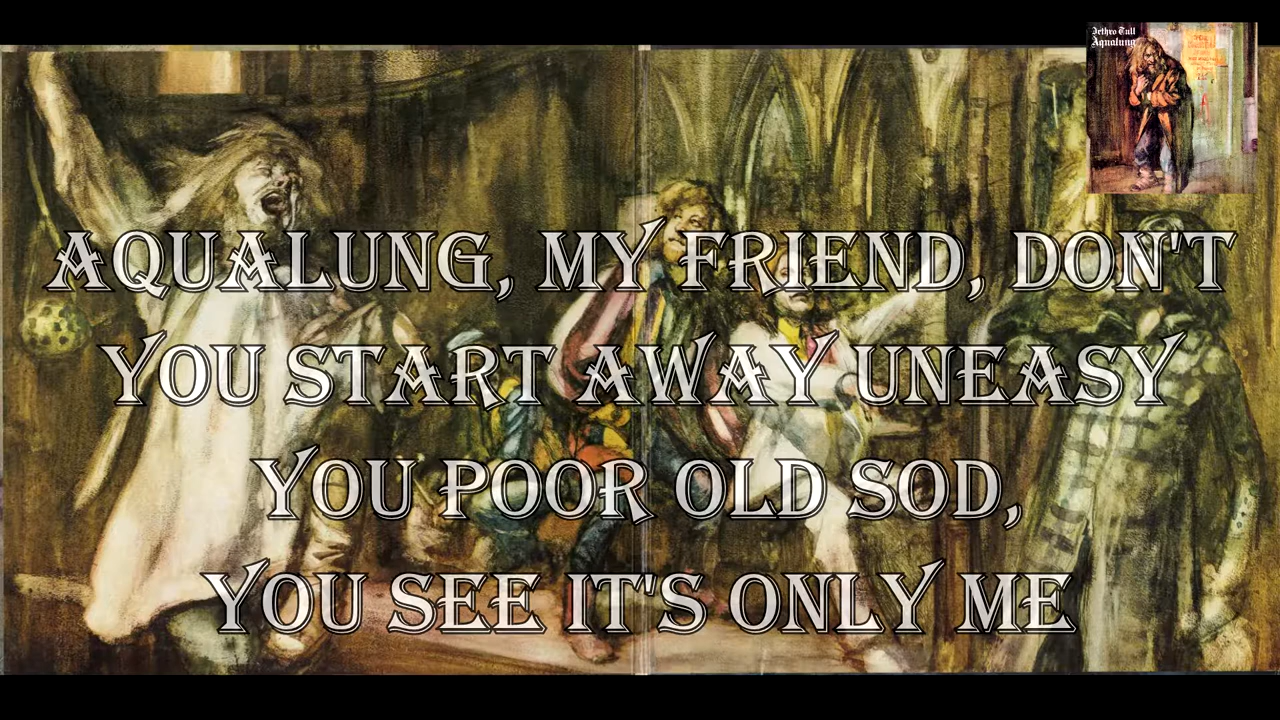 Jethro Tull
Aqualung
AQUALUNG, MY FRIEND, DON'T
YOU START AWAY UNEASY
YOU POOR OLD SOD,
YOU SEE IT'S ONLY ME